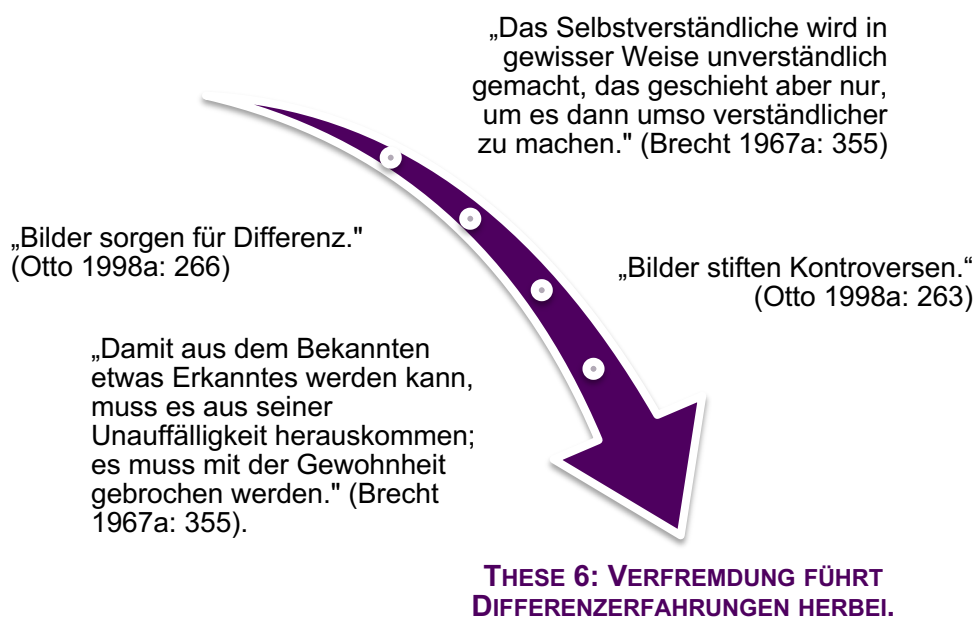 „Das Selbstverständliche wird in
gewisser Weise unverständlich
gemacht, das geschieht aber nur,
um es dann umso verständlicher
zu machen." (Brecht 1967a: 355)
„Bilder sorgen für Differenz."
(Otto 1998a: 266)
„Bilder stiften Kontroversen.“
(Otto 1998a: 263)
„Damit aus dem Bekannten
etwas Erkanntes werden kann,
muss es aus seiner
Unauffälligkeit herauskommen;
es muss mit der Gewohnheit
gebrochen werden." (Brecht
1967a: 355).
THESE 6: VERFREMDUNG FÜHRT
DIFFERENZERFAHRUNGEN HERBEI.